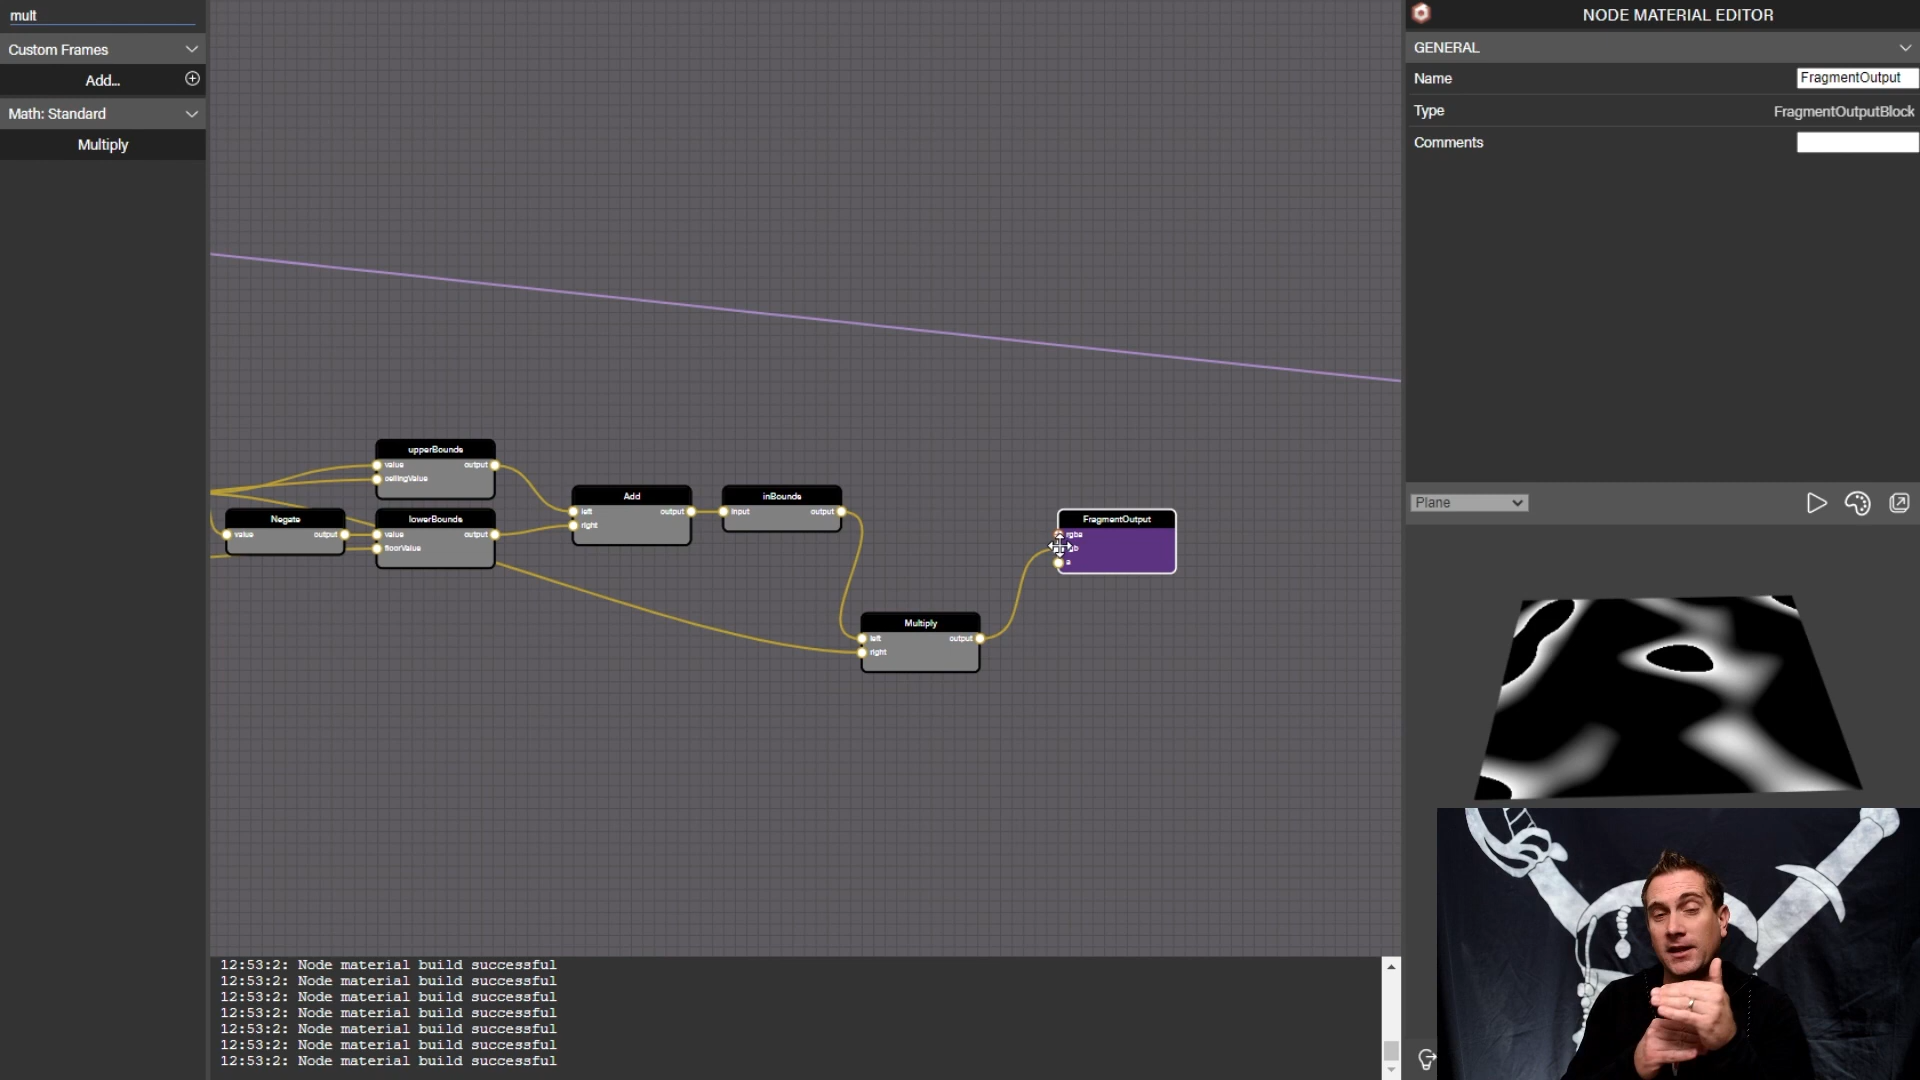 mult
Custom Frames
Add...
Math: Standard
Multiply
upperBounds
value
output
ceilingValue
Negate
value
output
lowerBounds
value
output
floorValue
Add
left
output
right
inBounds
input
output
Multiply
left
output
right
FragmentOutput
rgba
a
12:53:2: Node material build successful
12:53:2: Node material build successful
12:53:2: Node material build successful
12:53:2: Node material build successful
12:53:2: Node material build successful
12:53:2: Node material build successful
12:53:2: Node material build successful
NODE MATERIAL EDITOR
GENERAL
Name
FragmentOutput
Type
FragmentOutputBlock
Comments
Plane